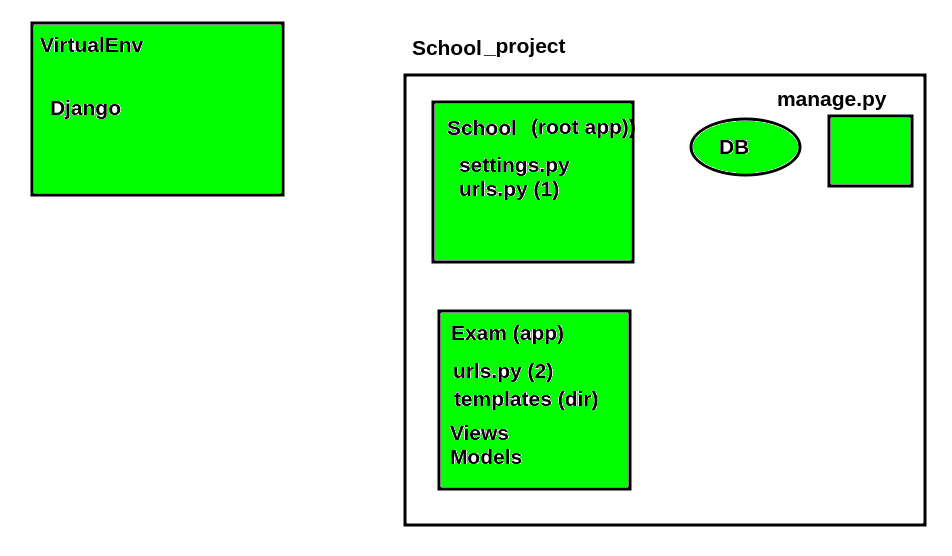 VirtualEnv
Django
School_project
manage.py
School (root app))
settings.py
urls.py (1)
DB
Exam (app)
urls.py (2)
templates (dir)
Views
Models